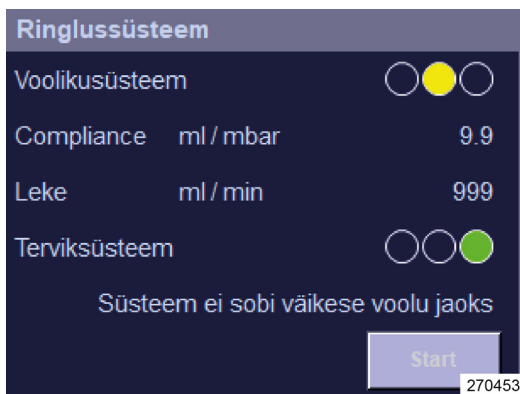 Ringlussüsteem
Voolikusüsteem
Compliance ml / mbar 9.9
Leke ml / min 999
Terviksüsteem
Süsteem ei sobi väikese voolu jaoks
Start
270453